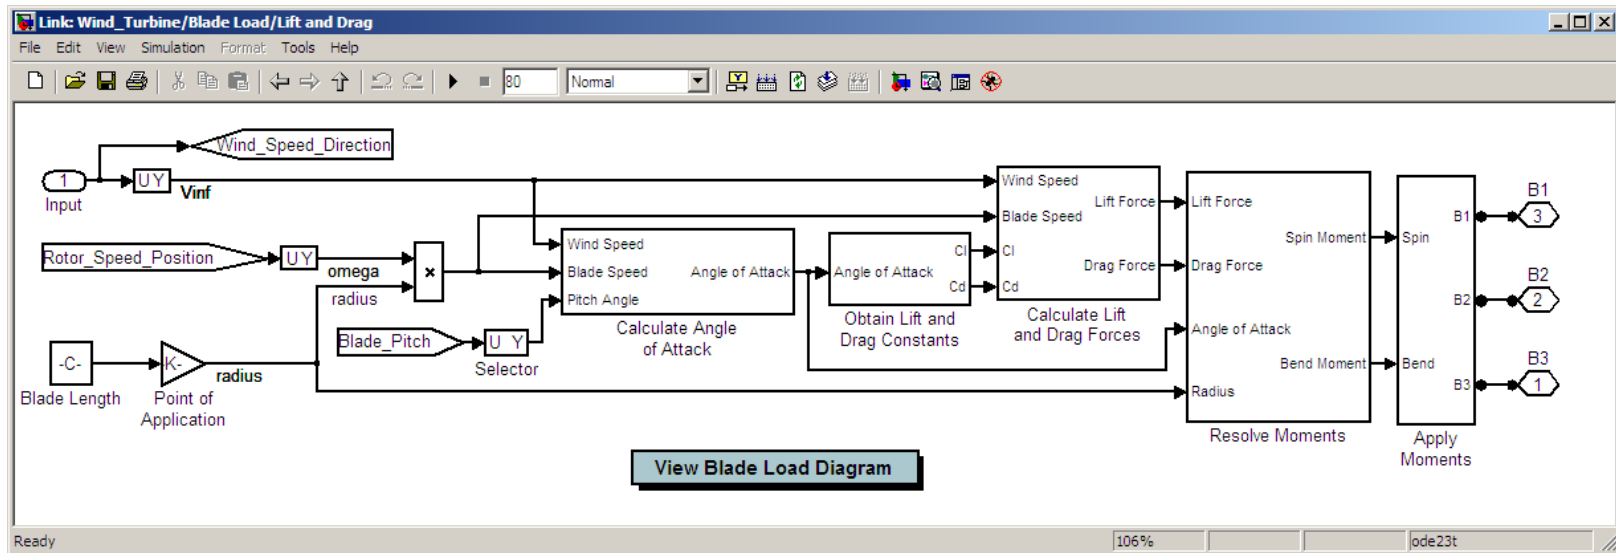 Link: Wind_Turbine/Blade Load/Lift and Drag
File Edit View Simulation Format Tools Help
80 Normal
Wind_Speed_Direction
1
Input
U Y
Vinf
Rotor_Speed_Position
U Y
omega
radius
×
-C-
Blade Length
K-
Point of
Application
radius
Blade_Pitch
U Y
Selector
Wind Speed
Blade Speed
Pitch Angle
Angle of Attack
Calculate Angle
of Attack
Angle of Attack
Cl
Cd
Obtain Lift and
Drag Constants
Wind Speed
Blade Speed
Cl
Cd
Lift Force
Drag Force
Calculate Lift
and Drag Forces
Lift Force
Drag Force
Angle of Attack
Radius
Spin Moment
Bend Moment
Resolve Moments
Spin
Bend
B1
B2
B3
Apply
Moments
B1
3
B2
2
B3
1
View Blade Load Diagram
Ready 106% ode23t